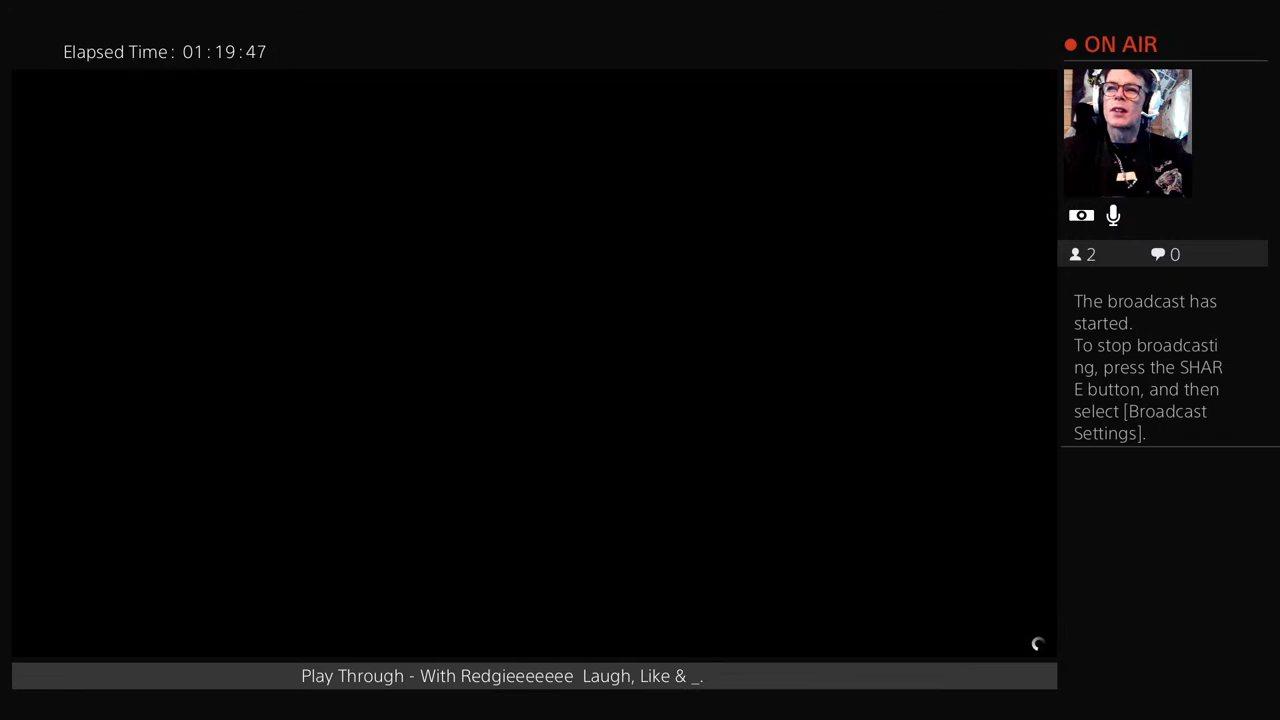 Elapsed Time: 01:19:47
ON AIR
2
0
The broadcast has
started.
To stop broadcasti
ng, press the SHAR
E button, and then
select [Broadcast
Settings].
Play Through - With Redgieeeeeee Laugh, Like & _.